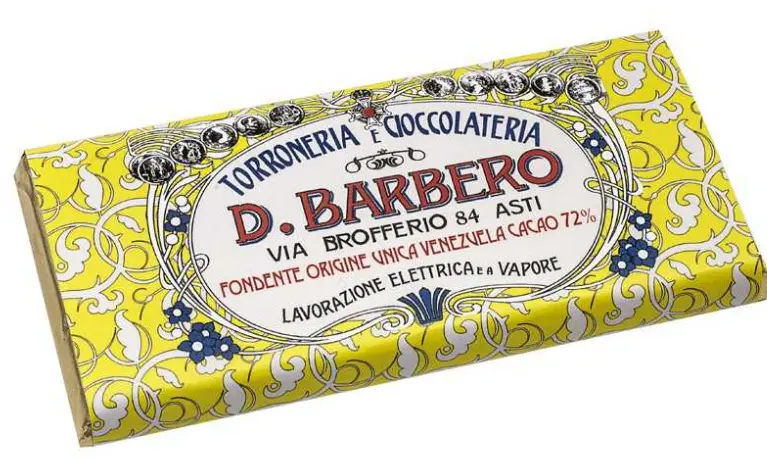 TORRONERIA E CIOCCOLATERIA
D. BARBERO
VIA BROFFERIO 84 ASTI
FONDENTE ORIGINE UNICA VENEZUELA CACAO 72%
LAVORAZIONE ELETTRICA E A VAPORE